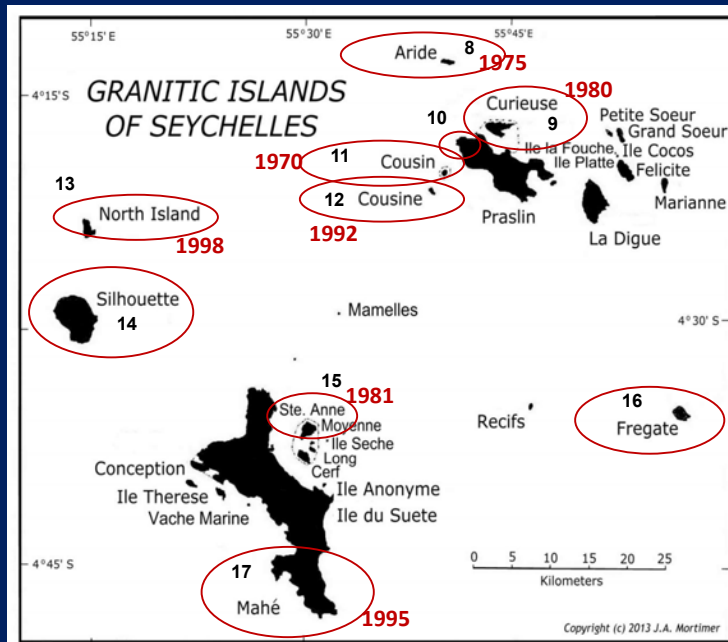 55°15' E
55°30' E
55°45' E
4°15' S
GRANITIC ISLANDS
OF SEYCHELLES
Aride
8
1975
1980
Curieuse
9
10
Petite Soeur
Grand Soeur
Ile la Fouche
Ile Cocos
Ile Platte
Felicite
Marianne
1970
11
Cousin
12
Cousine
1992
Praslin
La Digue
13
North Island
1998
Silhouette
14
Mamelles
4°30' S
15
1981
Ste. Anne
Moyenne
Ile Seche
Long
Cerf
Recifs
16
Fregate
Conception
Ile Therese
Vache Marine
Ile Anonyme
Ile du Suete
4°45' S
17
Mahé
1995
0 5 10 15 20 25
Kilometers
Copyright (c) 2013 J.A. Mortimer